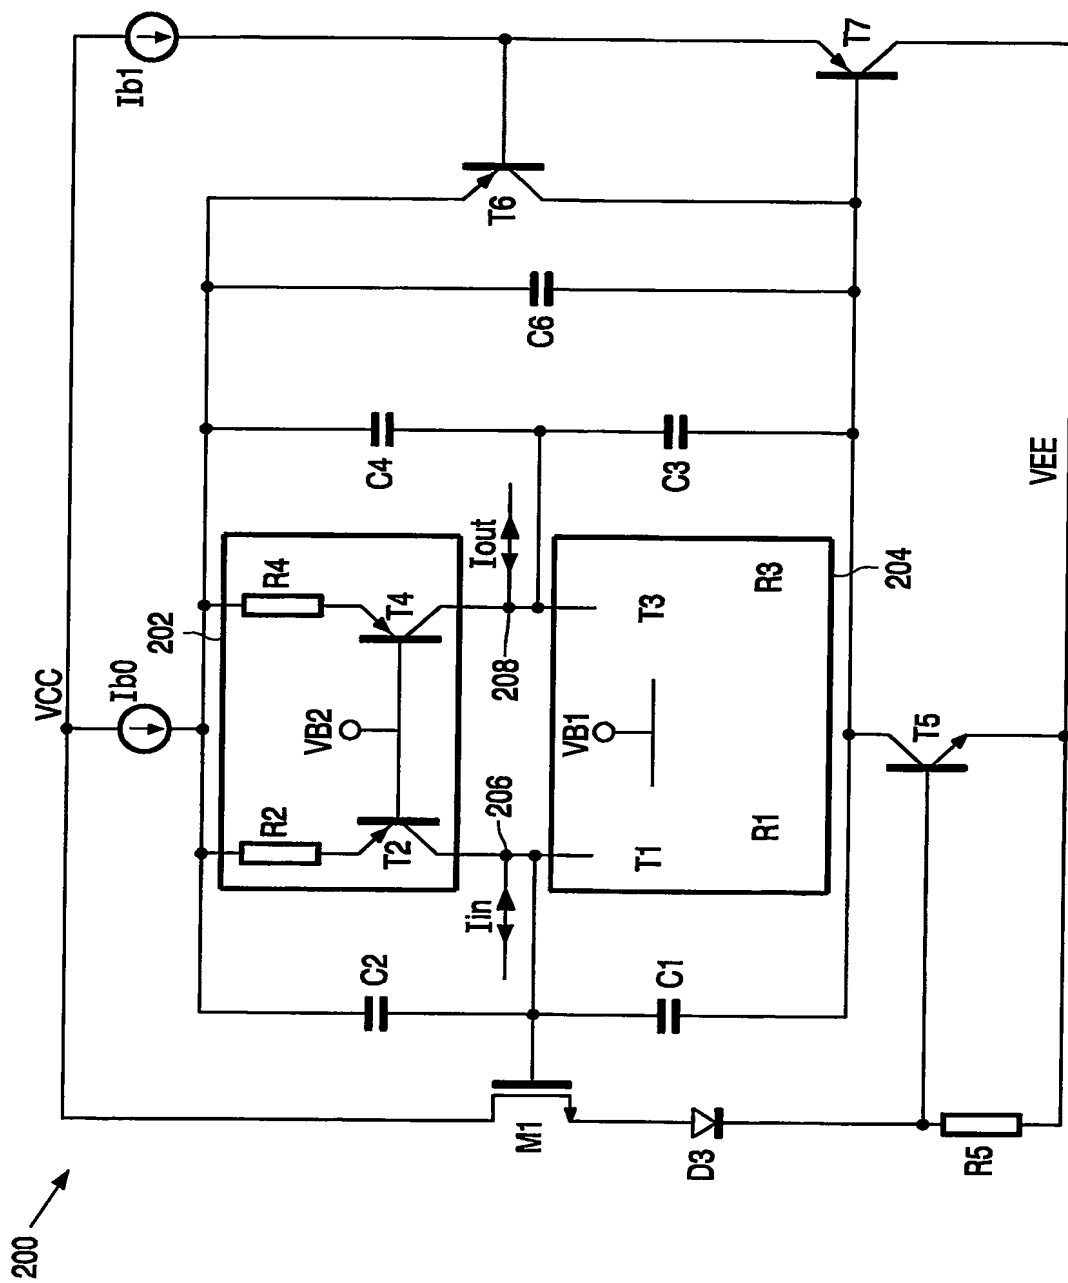 200
VCC
Ib0
Ib1
202
R2
R4
T2
T4
VB2
C2
C4
C6
T6
T7
Iin
206
208
Iout
M1
C1
C3
T1
T3
VB1
R1
R3
204
D3
T5
R5
VEE